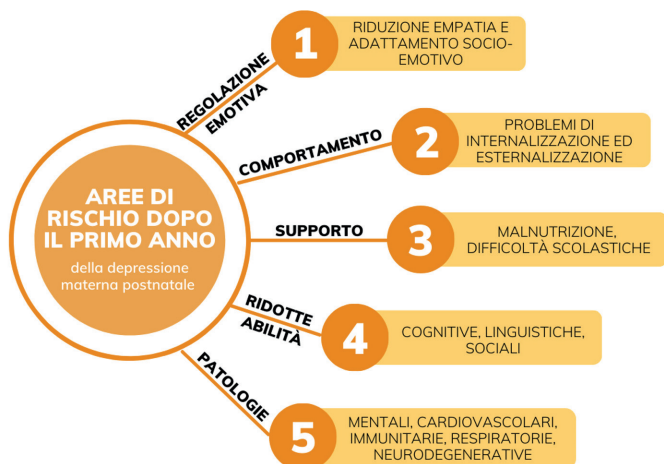 AREE DI
RISCHIO DOPO
IL PRIMO ANNO
della depressione
materna postnatale
REGOLAZIONE
EMOTIVA
1
RIDUZIONE EMPATIA E
ADATTAMENTO SOCIO-
EMOTIVO
COMPORTAMENTO
2
PROBLEMI DI
INTERNALIZZAZIONE ED
ESTERNALIZZAZIONE
SUPPORTO
3
MALNUTRIZIONE,
DIFFICOLTÀ SCOLASTICHE
RIDOTTE
ABILITÀ
4
COGNITIVE, LINGUISTICHE,
SOCIALI
PATOLOGIE
5
MENTALI, CARDIOVASCOLARI,
IMMUNITARIE, RESPIRATORIE,
NEURODEGENERATIVE